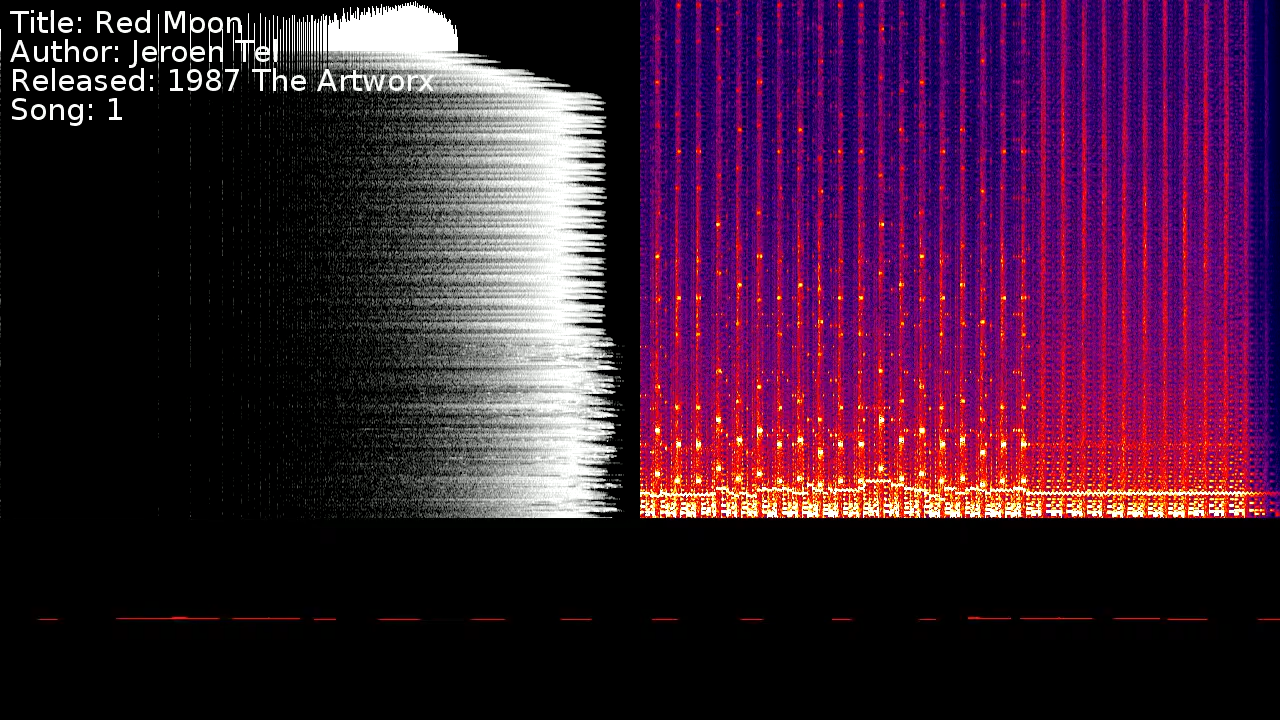 Title: Red Moon
Author: Jeroen Tel
Released: 1987 The Artworx
Song: 1